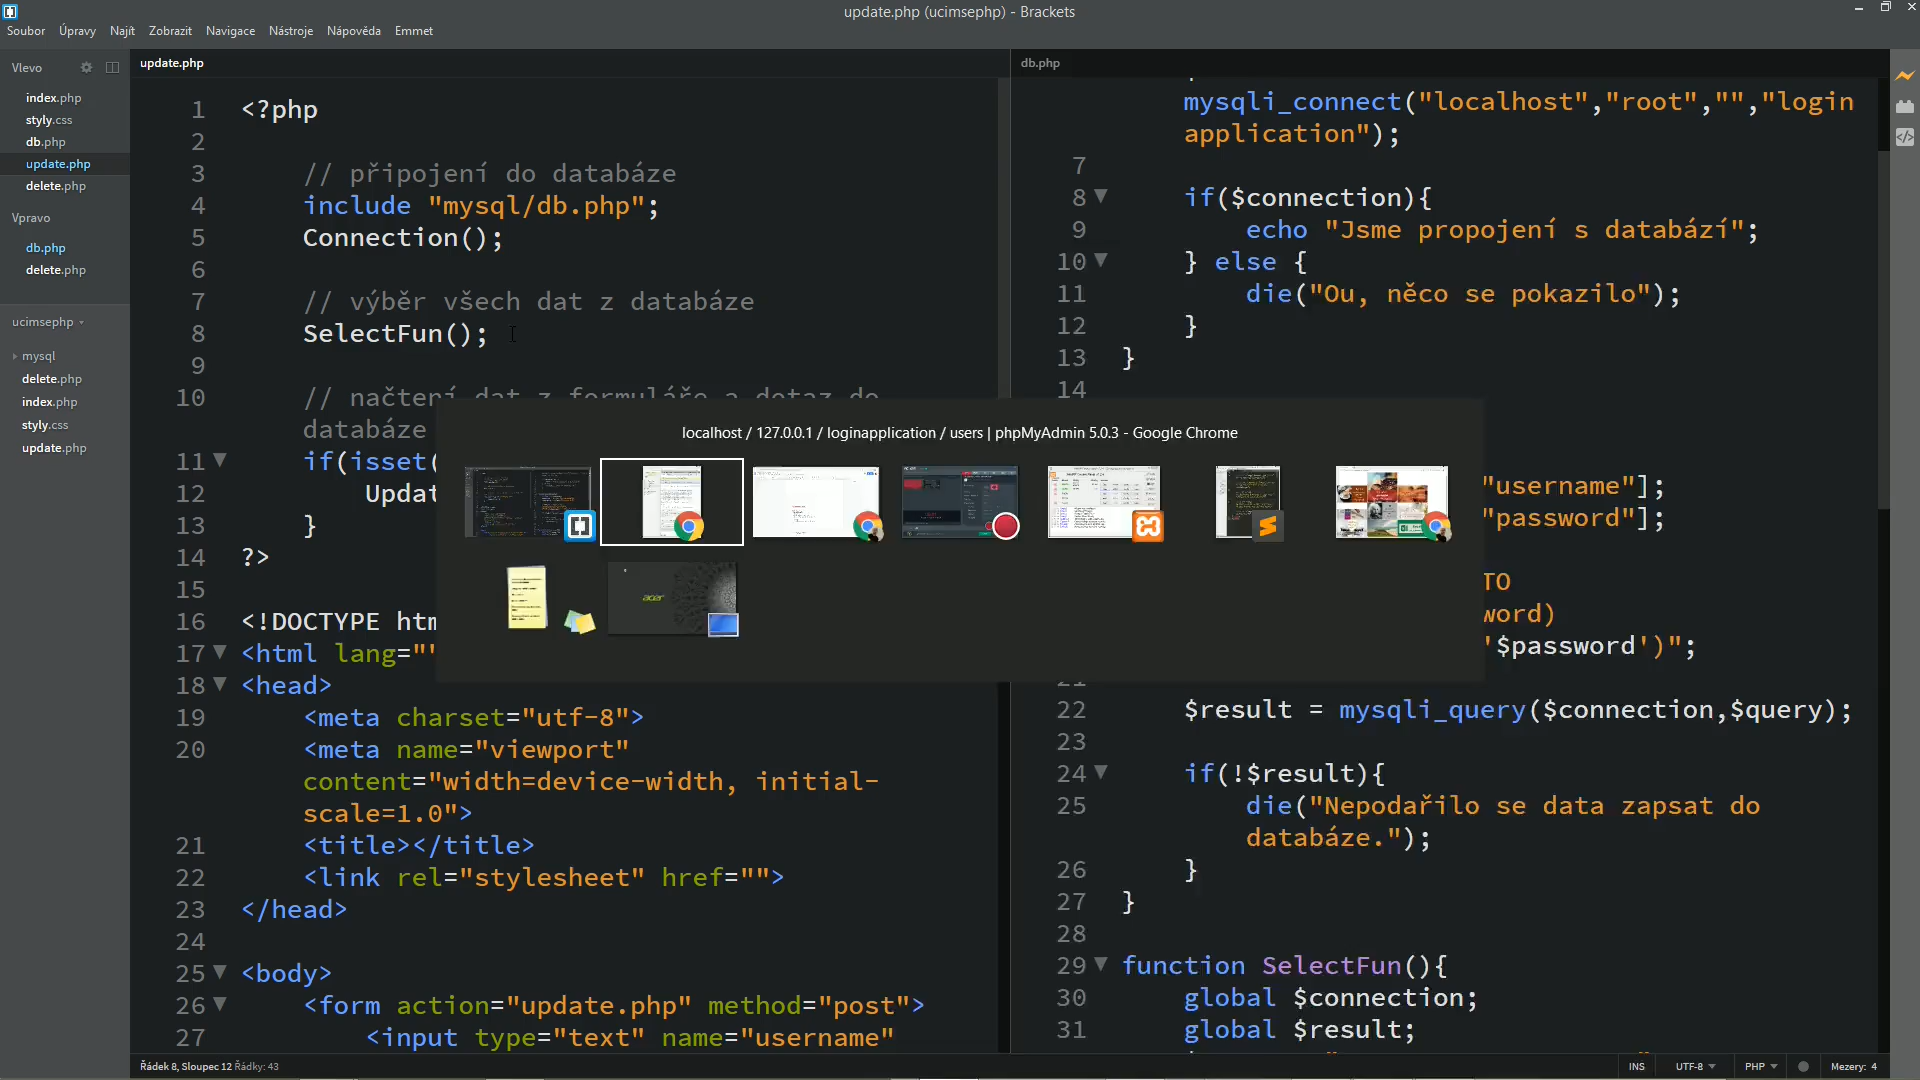 update.php (ucimsephp) - Brackets
Soubor Úpravy Najít Zobrazit Navigace Nástroje Nápověda Emmet
Vlevo
index.php
styly.css
db.php
update.php
delete.php
Vpravo
db.php
delete.php
ucimsephp
mysql
delete.php
index.php
styly.css
update.php
update.php
1 <?php
2
3 // připojení do databáze
4 include "mysql/db.php";
5 Connection();
6
7 // výběr všech dat z databáze
8 SelectFun();
9
10 // načtení dat z formuláře a dotaz do
databáze
11 if(isset(
12 Updat
13 }
14 ?>
15
16 <!DOCTYPE htm
17 <html lang=""
18 <head>
19 <meta charset="utf-8">
20 <meta name="viewport"
content="width=device-width, initial-
scale=1.0">
21 <title></title>
22 <link rel="stylesheet" href="">
23 </head>
24
25 <body>
26 <form action="update.php" method="post">
27 <input type="text" name="username"
db.php
mysqli_connect("localhost","root","","login
application");
7
8 if($connection){
9 echo "Jsme propojení s databází";
10 } else {
11 die("Ou, něco se pokazilo");
12 }
13 }
14
"username"];
"password"];
TO
word)
'$password')";
21
22 $result = mysqli_query($connection,$query);
23
24 if(!$result){
25 die("Nepodařilo se data zapsat do
databáze.");
26 }
27 }
28
29 function SelectFun(){
30 global $connection;
31 global $result;
localhost / 127.0.0.1 / loginapplication / users | phpMyAdmin 5.0.3 - Google Chrome
acer
Řádek 8, Sloupec 12 Řádky: 43
INS UTF-8 PHP Mezery: 4